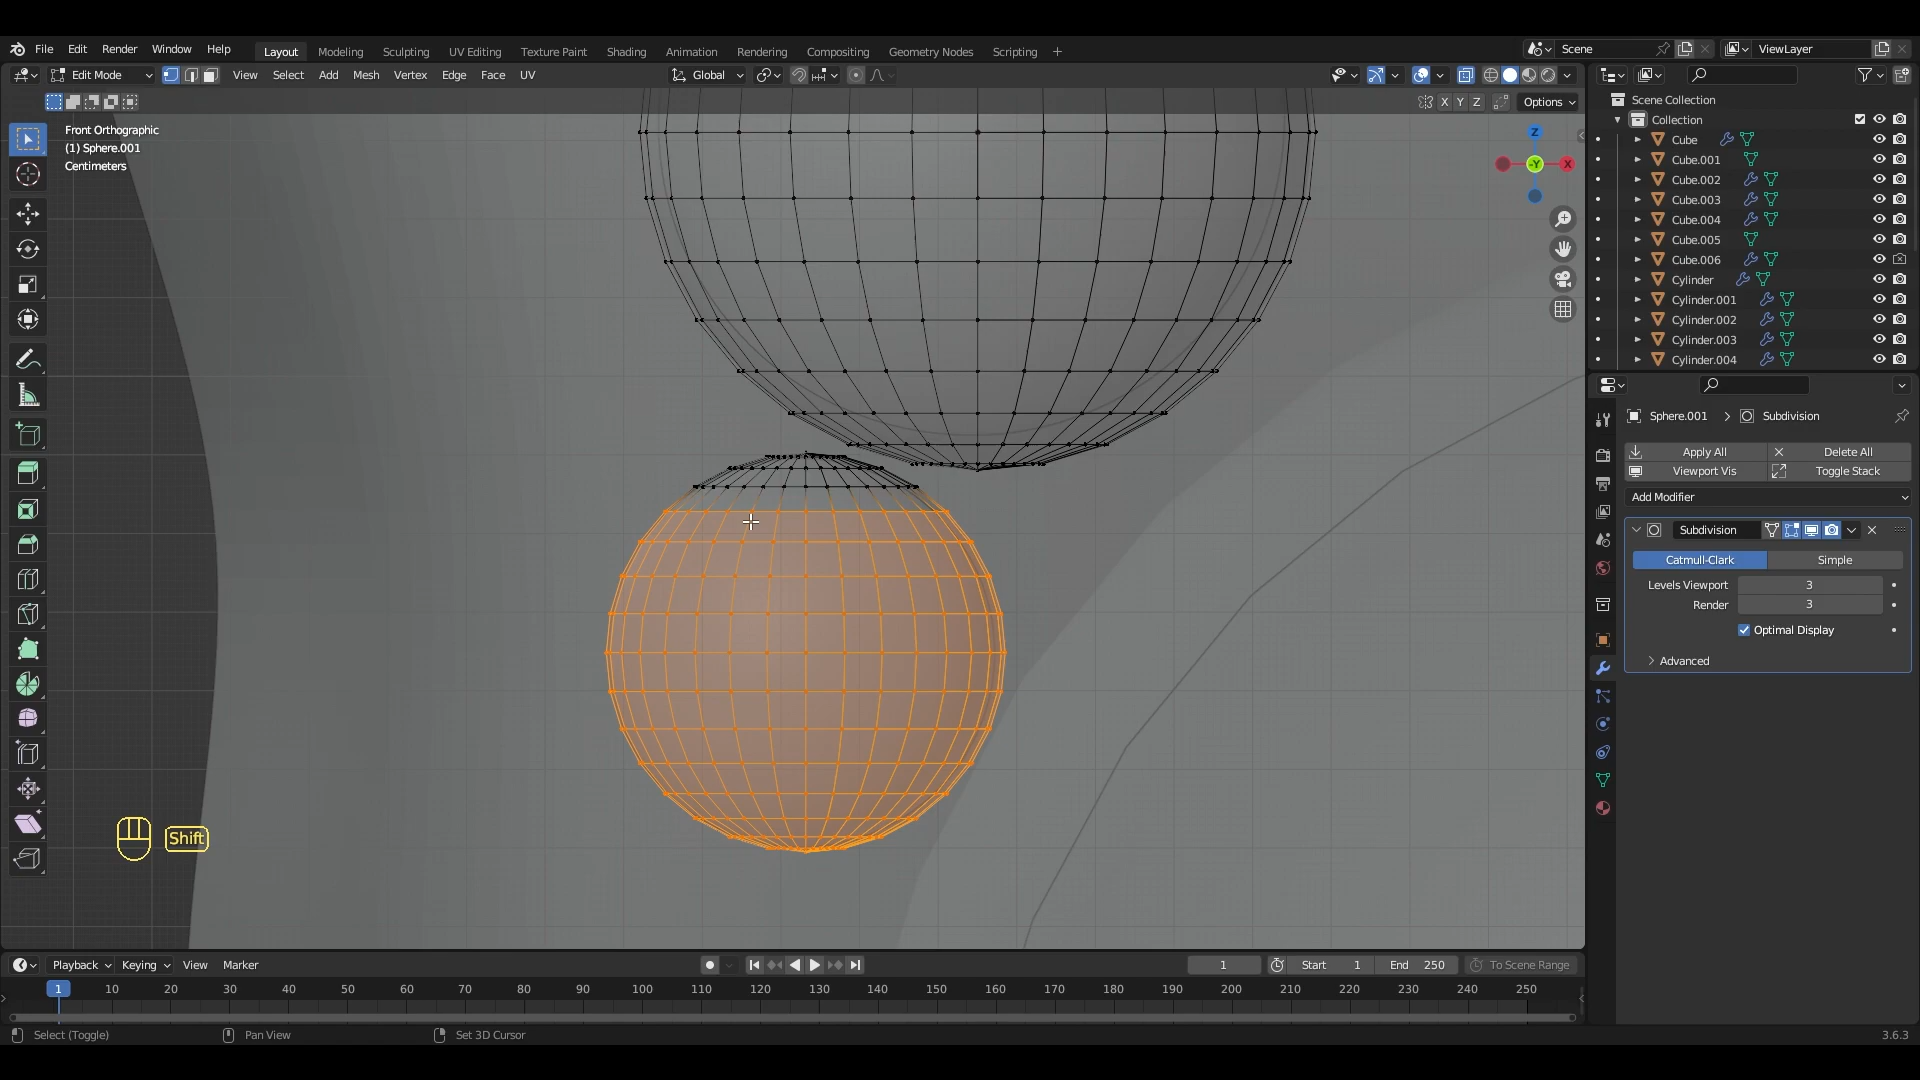 File Edit Render Window Help Layout Modeling Sculpting UV Editing Texture Paint Shading Animation Rendering Compositing Geometry Nodes Scripting + Scene ViewLayer
Edit Mode View Select Add Mesh Vertex Edge Face UV Global
X Y Z Options
Front Orthographic
(1) Sphere.001
Centimeters
Z
-Y
X
Scene Collection
Collection
Cube
Cube.001
Cube.002
Cube.003
Cube.004
Cube.005
Cube.006
Cylinder
Cylinder.001
Cylinder.002
Cylinder.003
Cylinder.004
Sphere.001 > Subdivision
Apply All Delete All
Viewport Vis Toggle Stack
Add Modifier
Subdivision
Catmull-Clark Simple
Levels Viewport 3
Render 3
Optimal Display
Advanced
Shift
Playback Keying View Marker 1 Start 1 End 250 To Scene Range
1 10 20 30 40 50 60 70 80 90 100 110 120 130 140 150 160 170 180 190 200 210 220 230 240 250
Select (Toggle) Pan View Set 3D Cursor 3.6.3